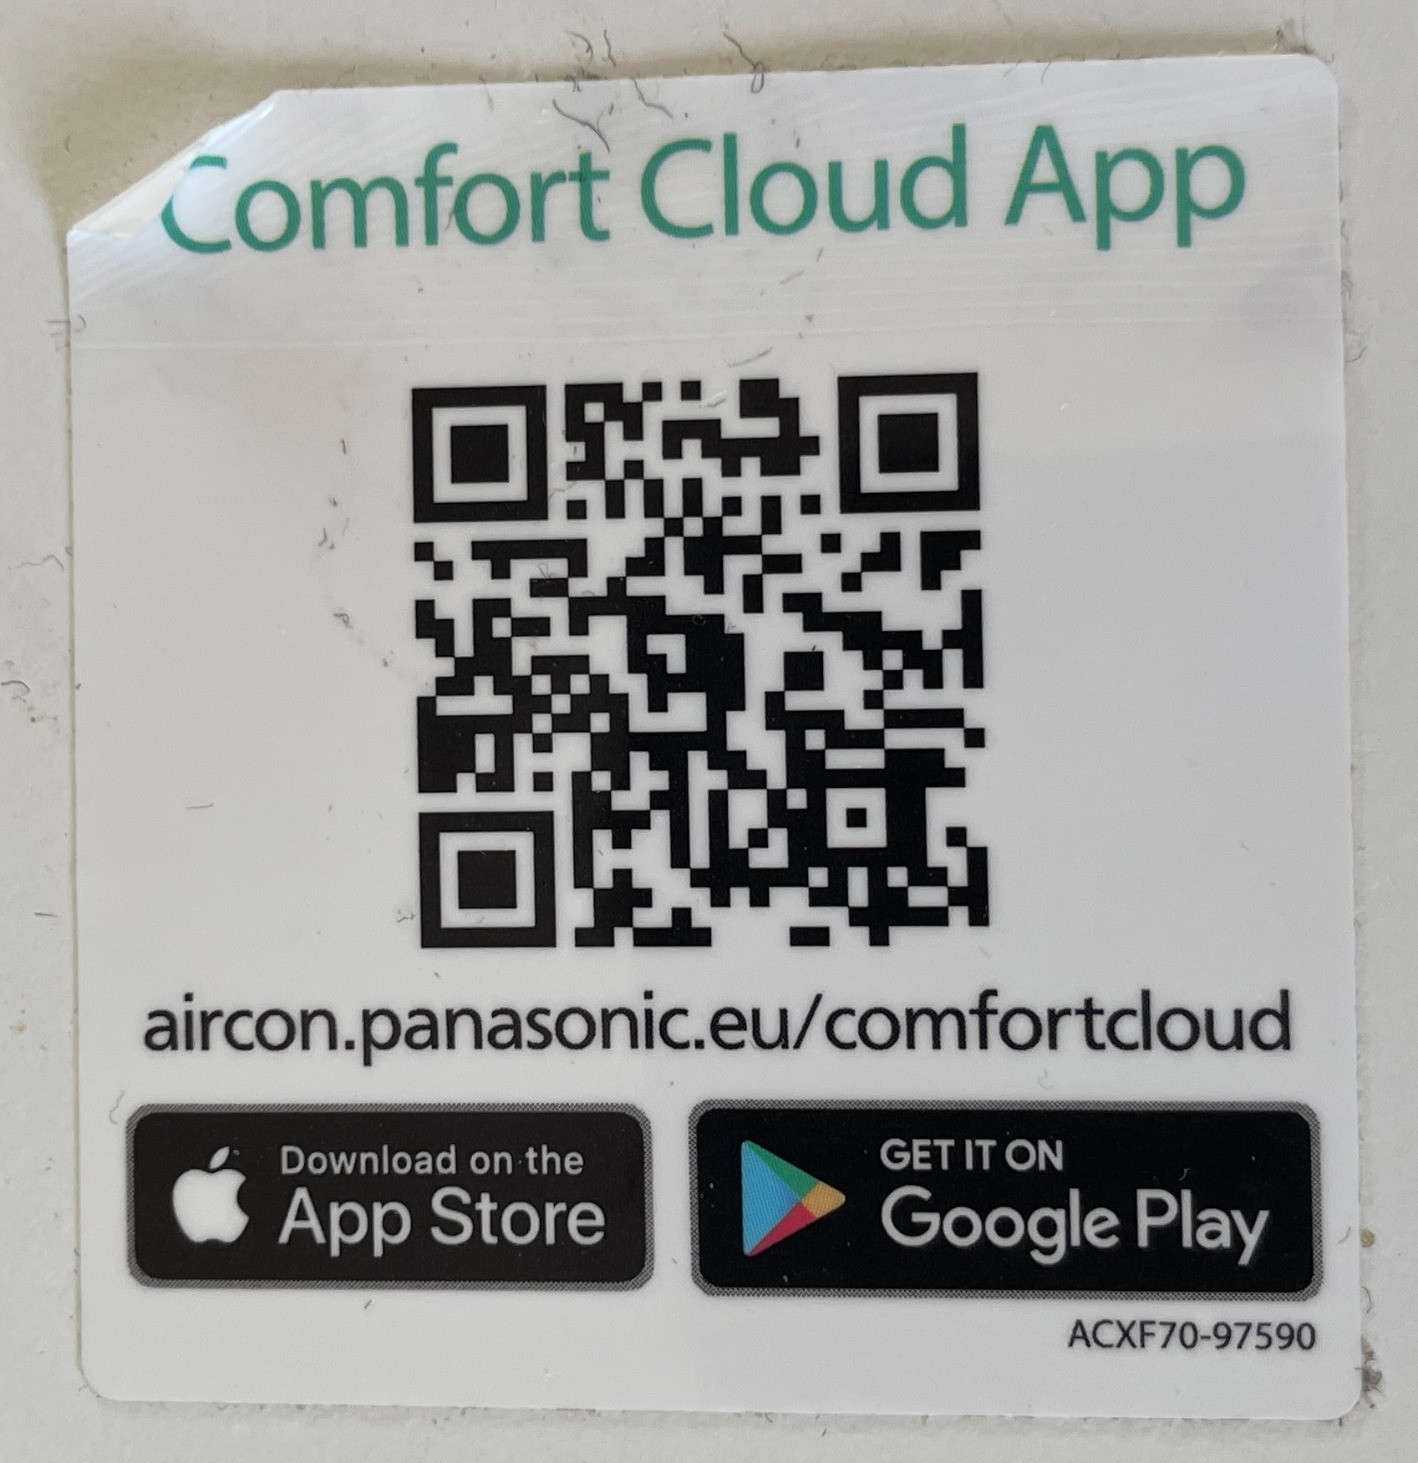 Comfort Cloud App
aircon.panasonic.eu/comfortcloud
Download on the
App Store
GET IT ON
Google Play
ACXF70-97590